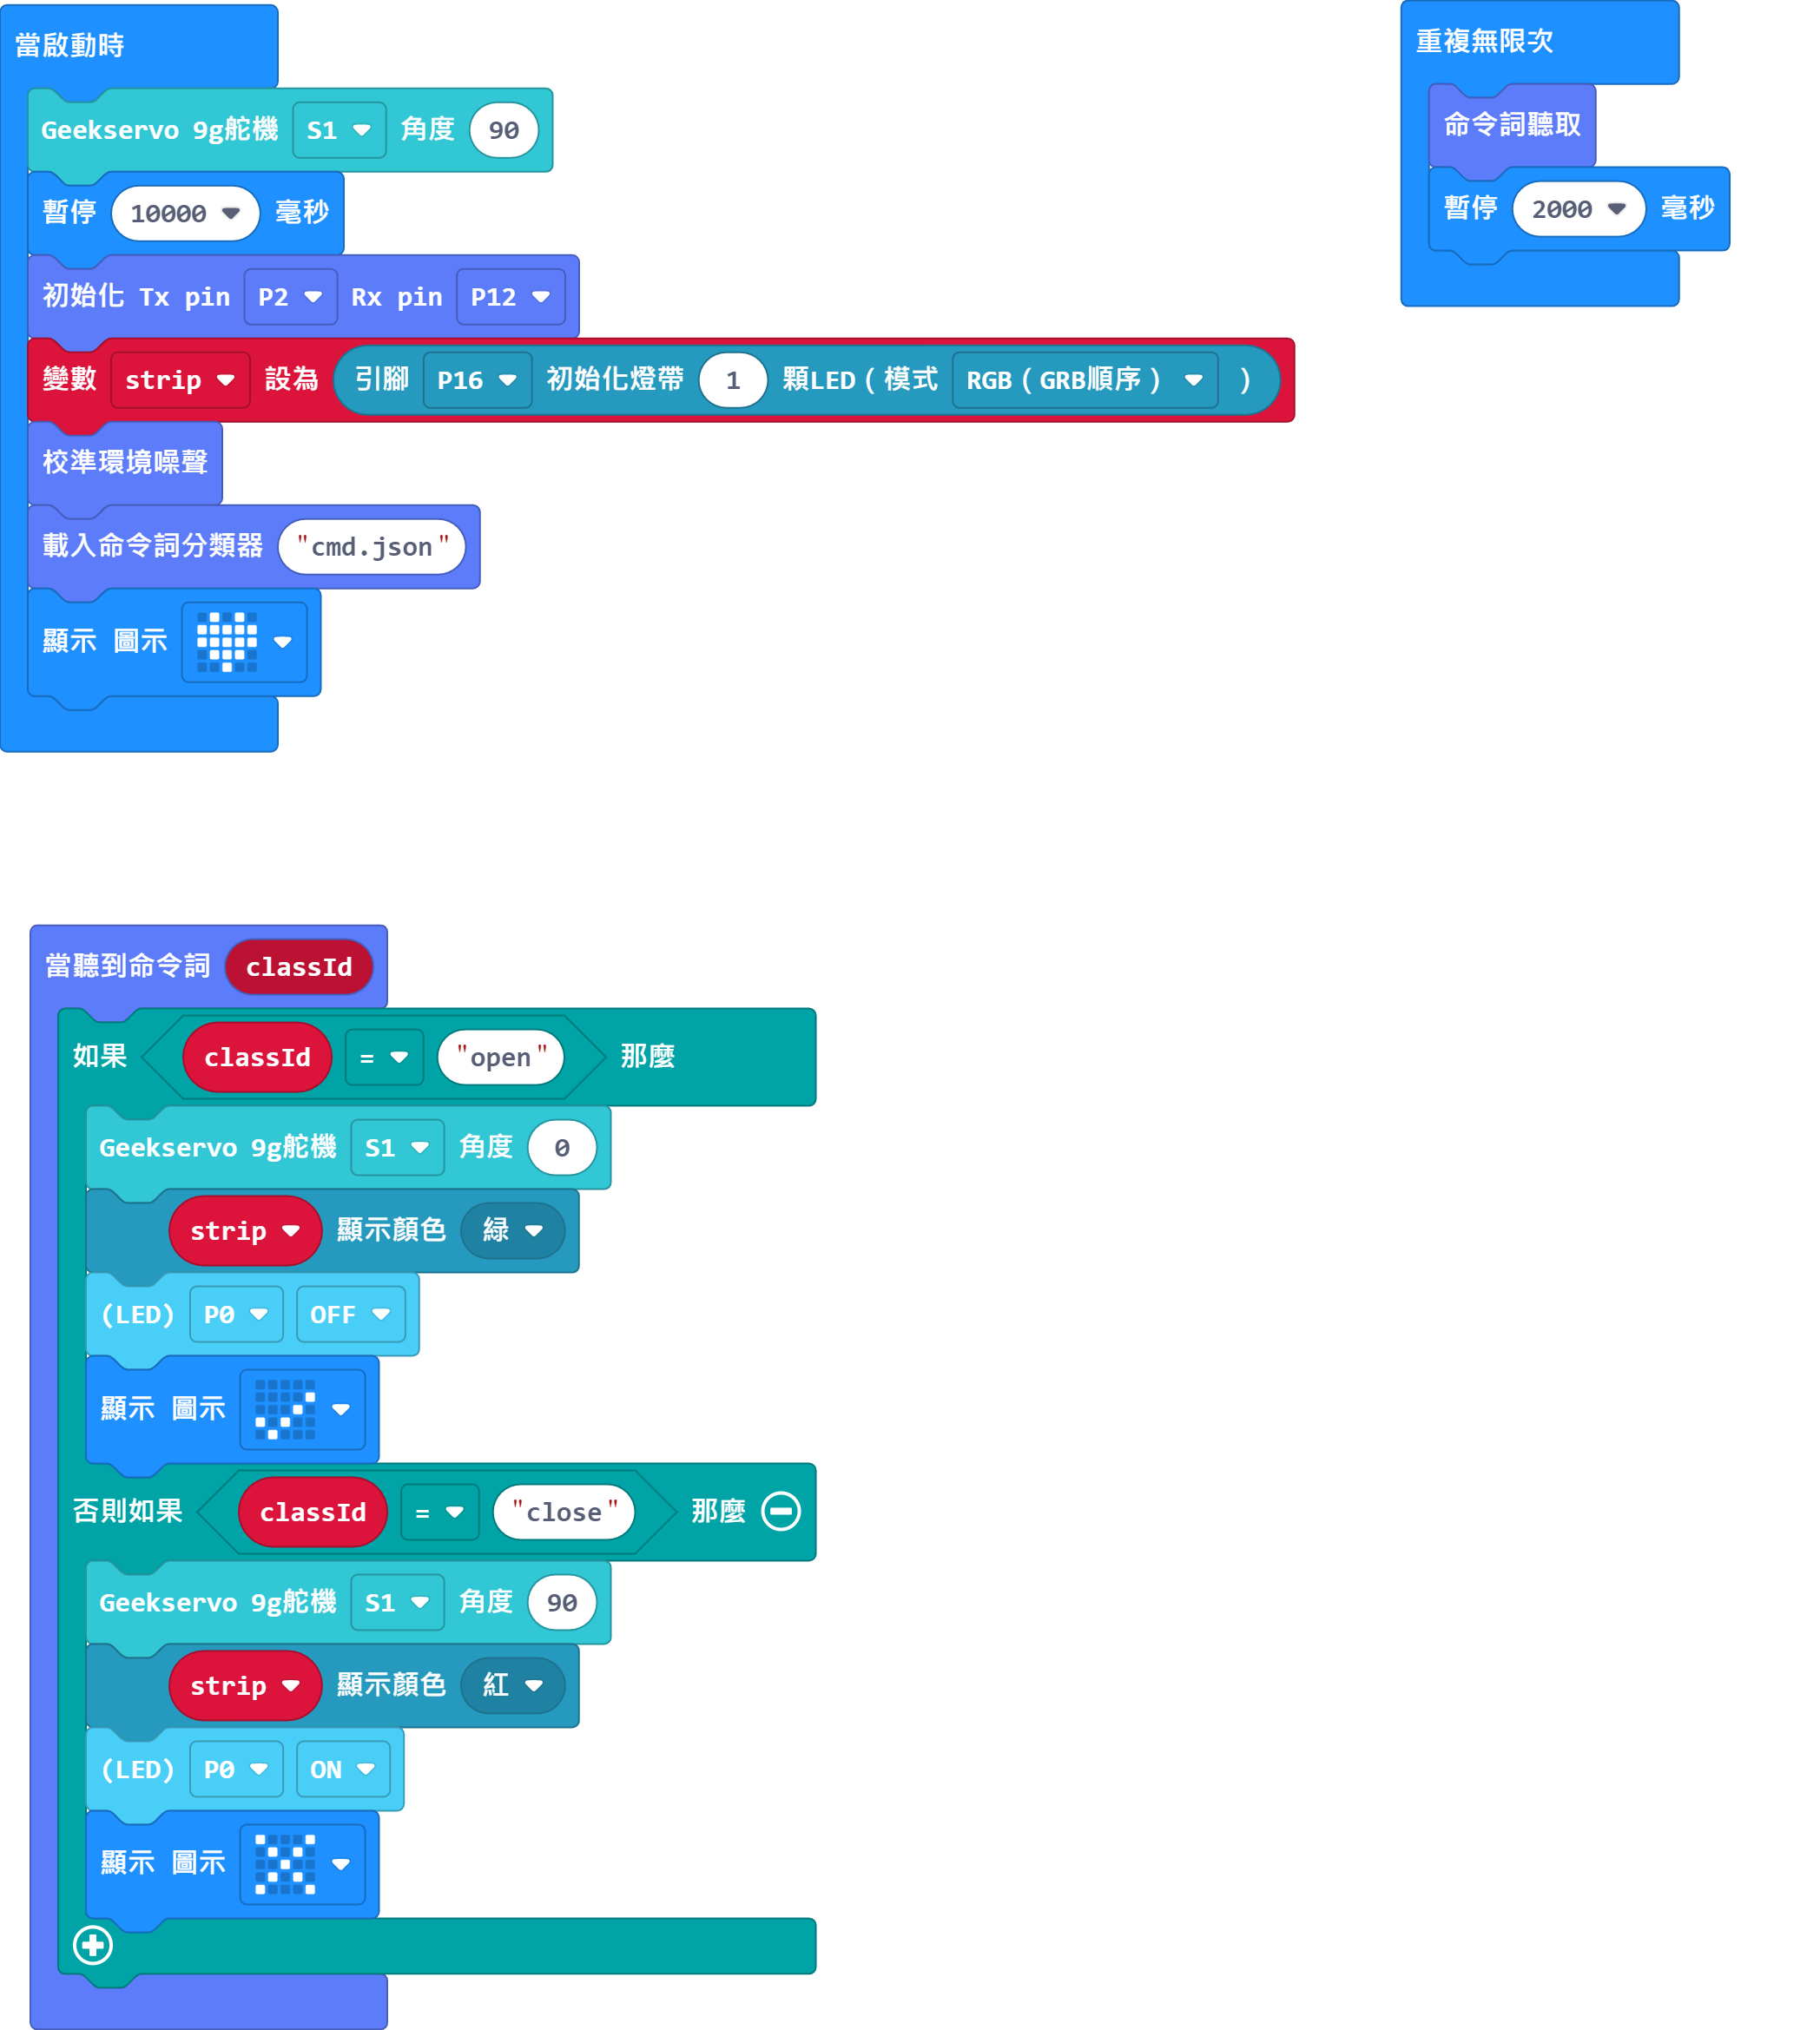 當啟動時
Geekservo 9g舵機 S1 角度 90
暫停 10000 毫秒
初始化 Tx pin P2 Rx pin P12
變數 strip 設為 引腳 P16 初始化燈帶 1 顆LED(模式 RGB(GRB順序) )
校準環境噪聲
載入命令詞分類器 "cmd.json"
顯示 圖示
重複無限次
命令詞聽取
暫停 2000 毫秒
當聽到命令詞 classId
如果 classId = "open" 那麼
Geekservo 9g舵機 S1 角度 0
strip 顯示顏色 緑
(LED) P0 OFF
顯示 圖示
否則如果 classId = "close" 那麼
Geekservo 9g舵機 S1 角度 90
strip 顯示顏色 紅
(LED) P0 ON
顯示 圖示